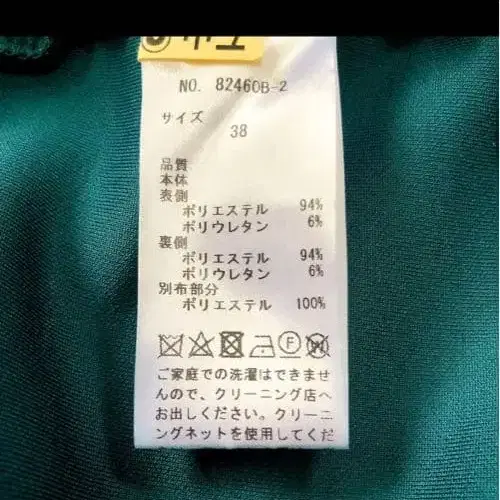 NO. 82460B-2
サイズ
38
品質
本体
表側
ポリエステル 94%
ポリウレタン 6%
裏側
ポリエステル 94%
ポリウレタン 6%
別布部分
ポリエステル 100%
ご家庭での洗濯はできませ
んので、クリーニング店へ
お出しください。クリーニ
ングネットを使用してくだ